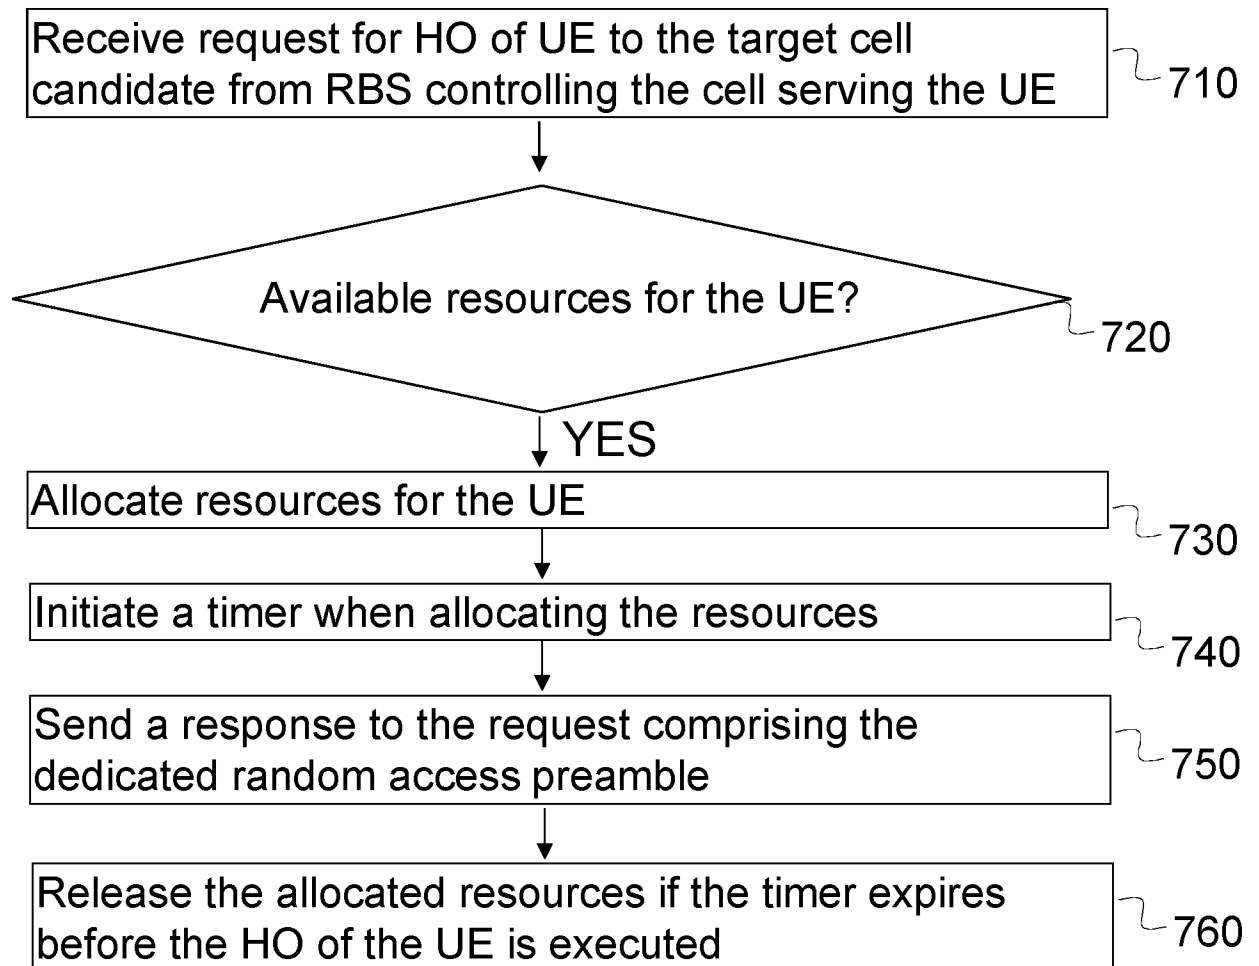 Receive request for HO of UE to the target cell
candidate from RBS controlling the cell serving the UE
710
Available resources for the UE?
720
YES
Allocate resources for the UE
730
Initiate a timer when allocating the resources
740
Send a response to the request comprising the
dedicated random access preamble
750
Release the allocated resources if the timer expires
before the HO of the UE is executed
760